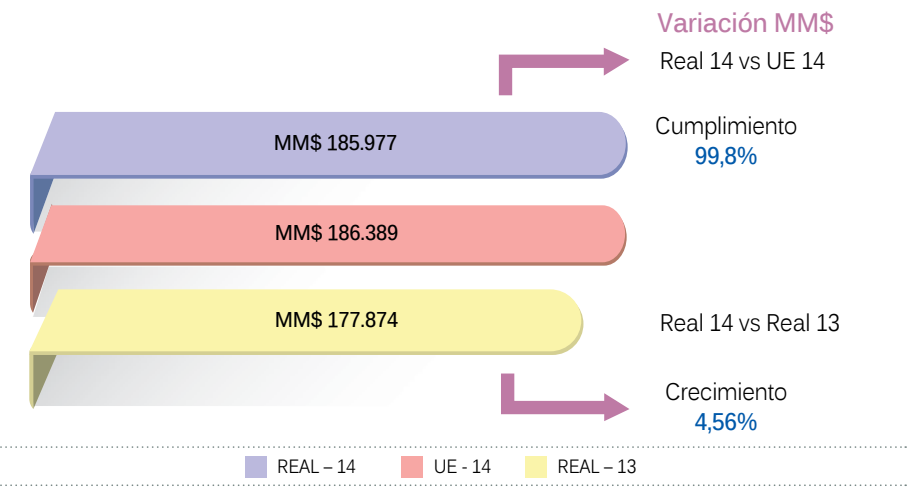 Variación MM$
Real 14 vs UE 14
MM$ 185.977
Cumplimiento
99,8%
MM$ 186.389
MM$ 177.874
Real 14 vs Real 13
Crecimiento
4,56%
REAL – 14 UE - 14 REAL – 13